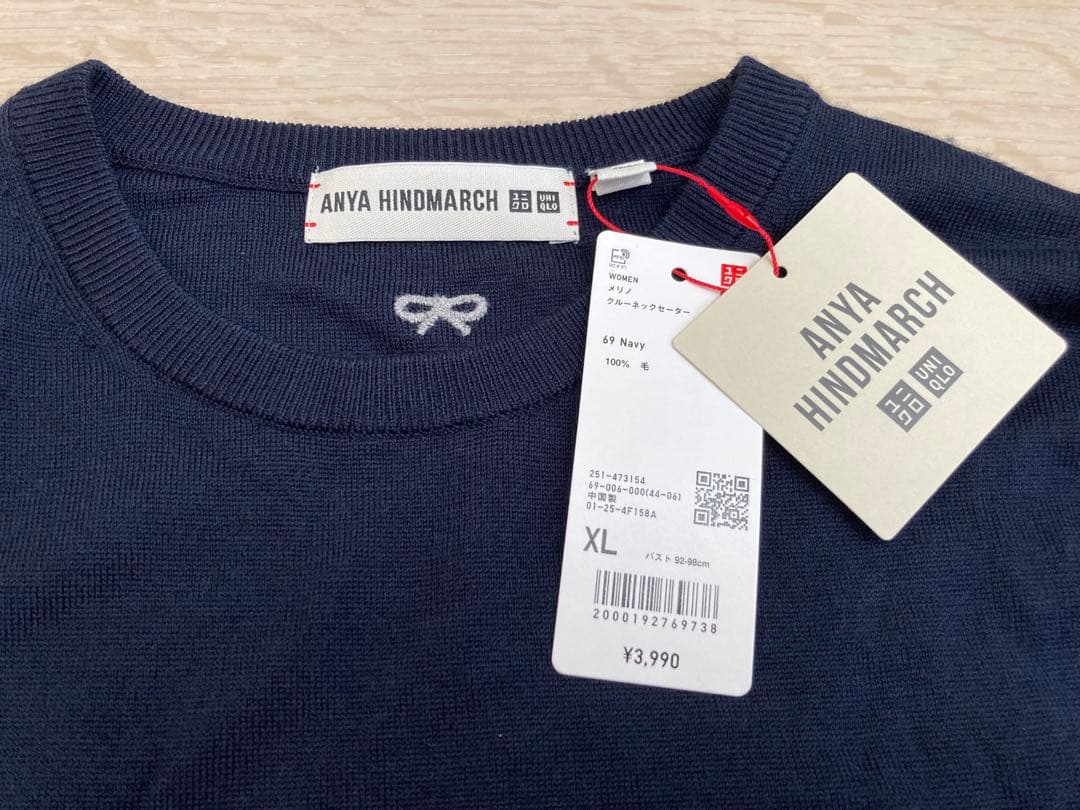 ANYA HINDMARCH ユニクロ UNIQLO
WOMEN
メリノ
クルーネックセーター
69 Navy
100% 毛
251-473154
69-006-000(44-06)
中国製
01-25-4F158A
XL
バスト 92-98cm
2000192769738
¥3,990
ANYA
HINDMARCH
ユニクロ UNIQLO